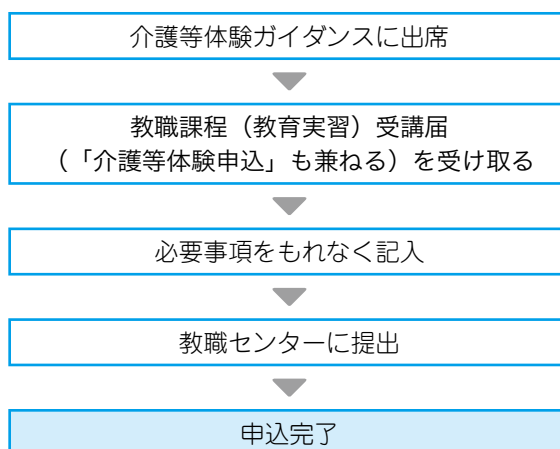 介護等体験ガイダンスに出席
教職課程（教育実習）受講届
（「介護等体験申込」も兼ねる）を受け取る
必要事項をもれなく記入
教職センターに提出
申込完了